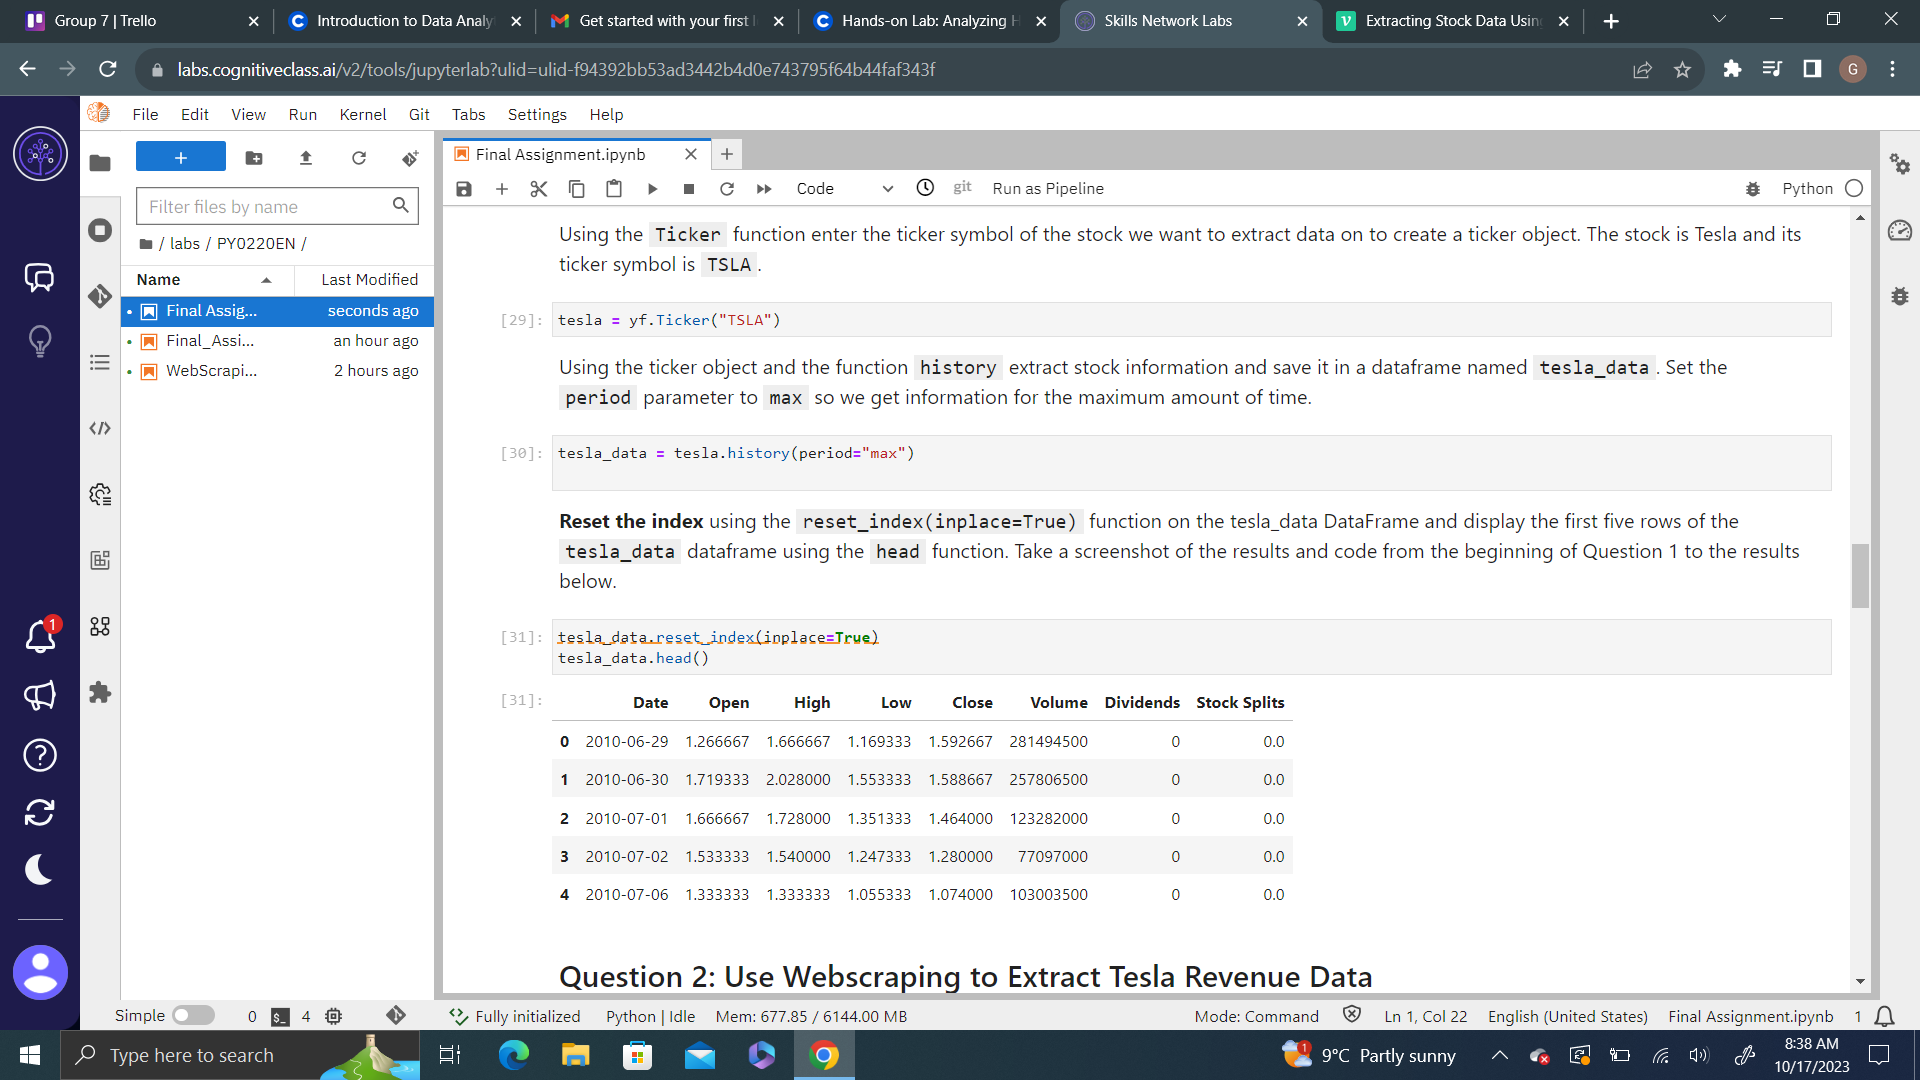 Group 7 | Trello
Introduction to Data Analy
Get started with your first l
Hands-on Lab: Analyzing H
Skills Network Labs
Extracting Stock Data Usin
labs.cognitiveclass.ai/v2/tools/jupyterlab?ulid=ulid-f94392bb53ad3442b4d0e743795f64b44faf343f
G
File Edit View Run Kernel Git Tabs Settings Help
Filter files by name
/ labs / PY0220EN /
Name Last Modified
Final Assig... seconds ago
Final_Assi... an hour ago
WebScrapi... 2 hours ago
1
Final Assignment.ipynb
Code git Run as Pipeline Python
Using the Ticker function enter the ticker symbol of the stock we want to extract data on to create a ticker object. The stock is Tesla and its
ticker symbol is TSLA .
[29]: tesla = yf.Ticker("TSLA")
Using the ticker object and the function history extract stock information and save it in a dataframe named tesla_data . Set the
period parameter to max so we get information for the maximum amount of time.
[30]: tesla_data = tesla.history(period="max")
Reset the index using the reset_index(inplace=True) function on the tesla_data DataFrame and display the first five rows of the
tesla_data dataframe using the head function. Take a screenshot of the results and code from the beginning of Question 1 to the results
below.
[31]: tesla_data.reset_index(inplace=True)
tesla_data.head()
[31]: Date Open High Low Close Volume Dividends Stock Splits
0 2010-06-29 1.266667 1.666667 1.169333 1.592667 281494500 0 0.0
1 2010-06-30 1.719333 2.028000 1.553333 1.588667 257806500 0 0.0
2 2010-07-01 1.666667 1.728000 1.351333 1.464000 123282000 0 0.0
3 2010-07-02 1.533333 1.540000 1.247333 1.280000 77097000 0 0.0
4 2010-07-06 1.333333 1.333333 1.055333 1.074000 103003500 0 0.0
Question 2: Use Webscraping to Extract Tesla Revenue Data
Simple 0 $_ 4 Fully initialized Python | Idle Mem: 677.85 / 6144.00 MB Mode: Command Ln 1, Col 22 English (United States) Final Assignment.ipynb 1
Type here to search
1
9°C Partly sunny
8:38 AM
10/17/2023